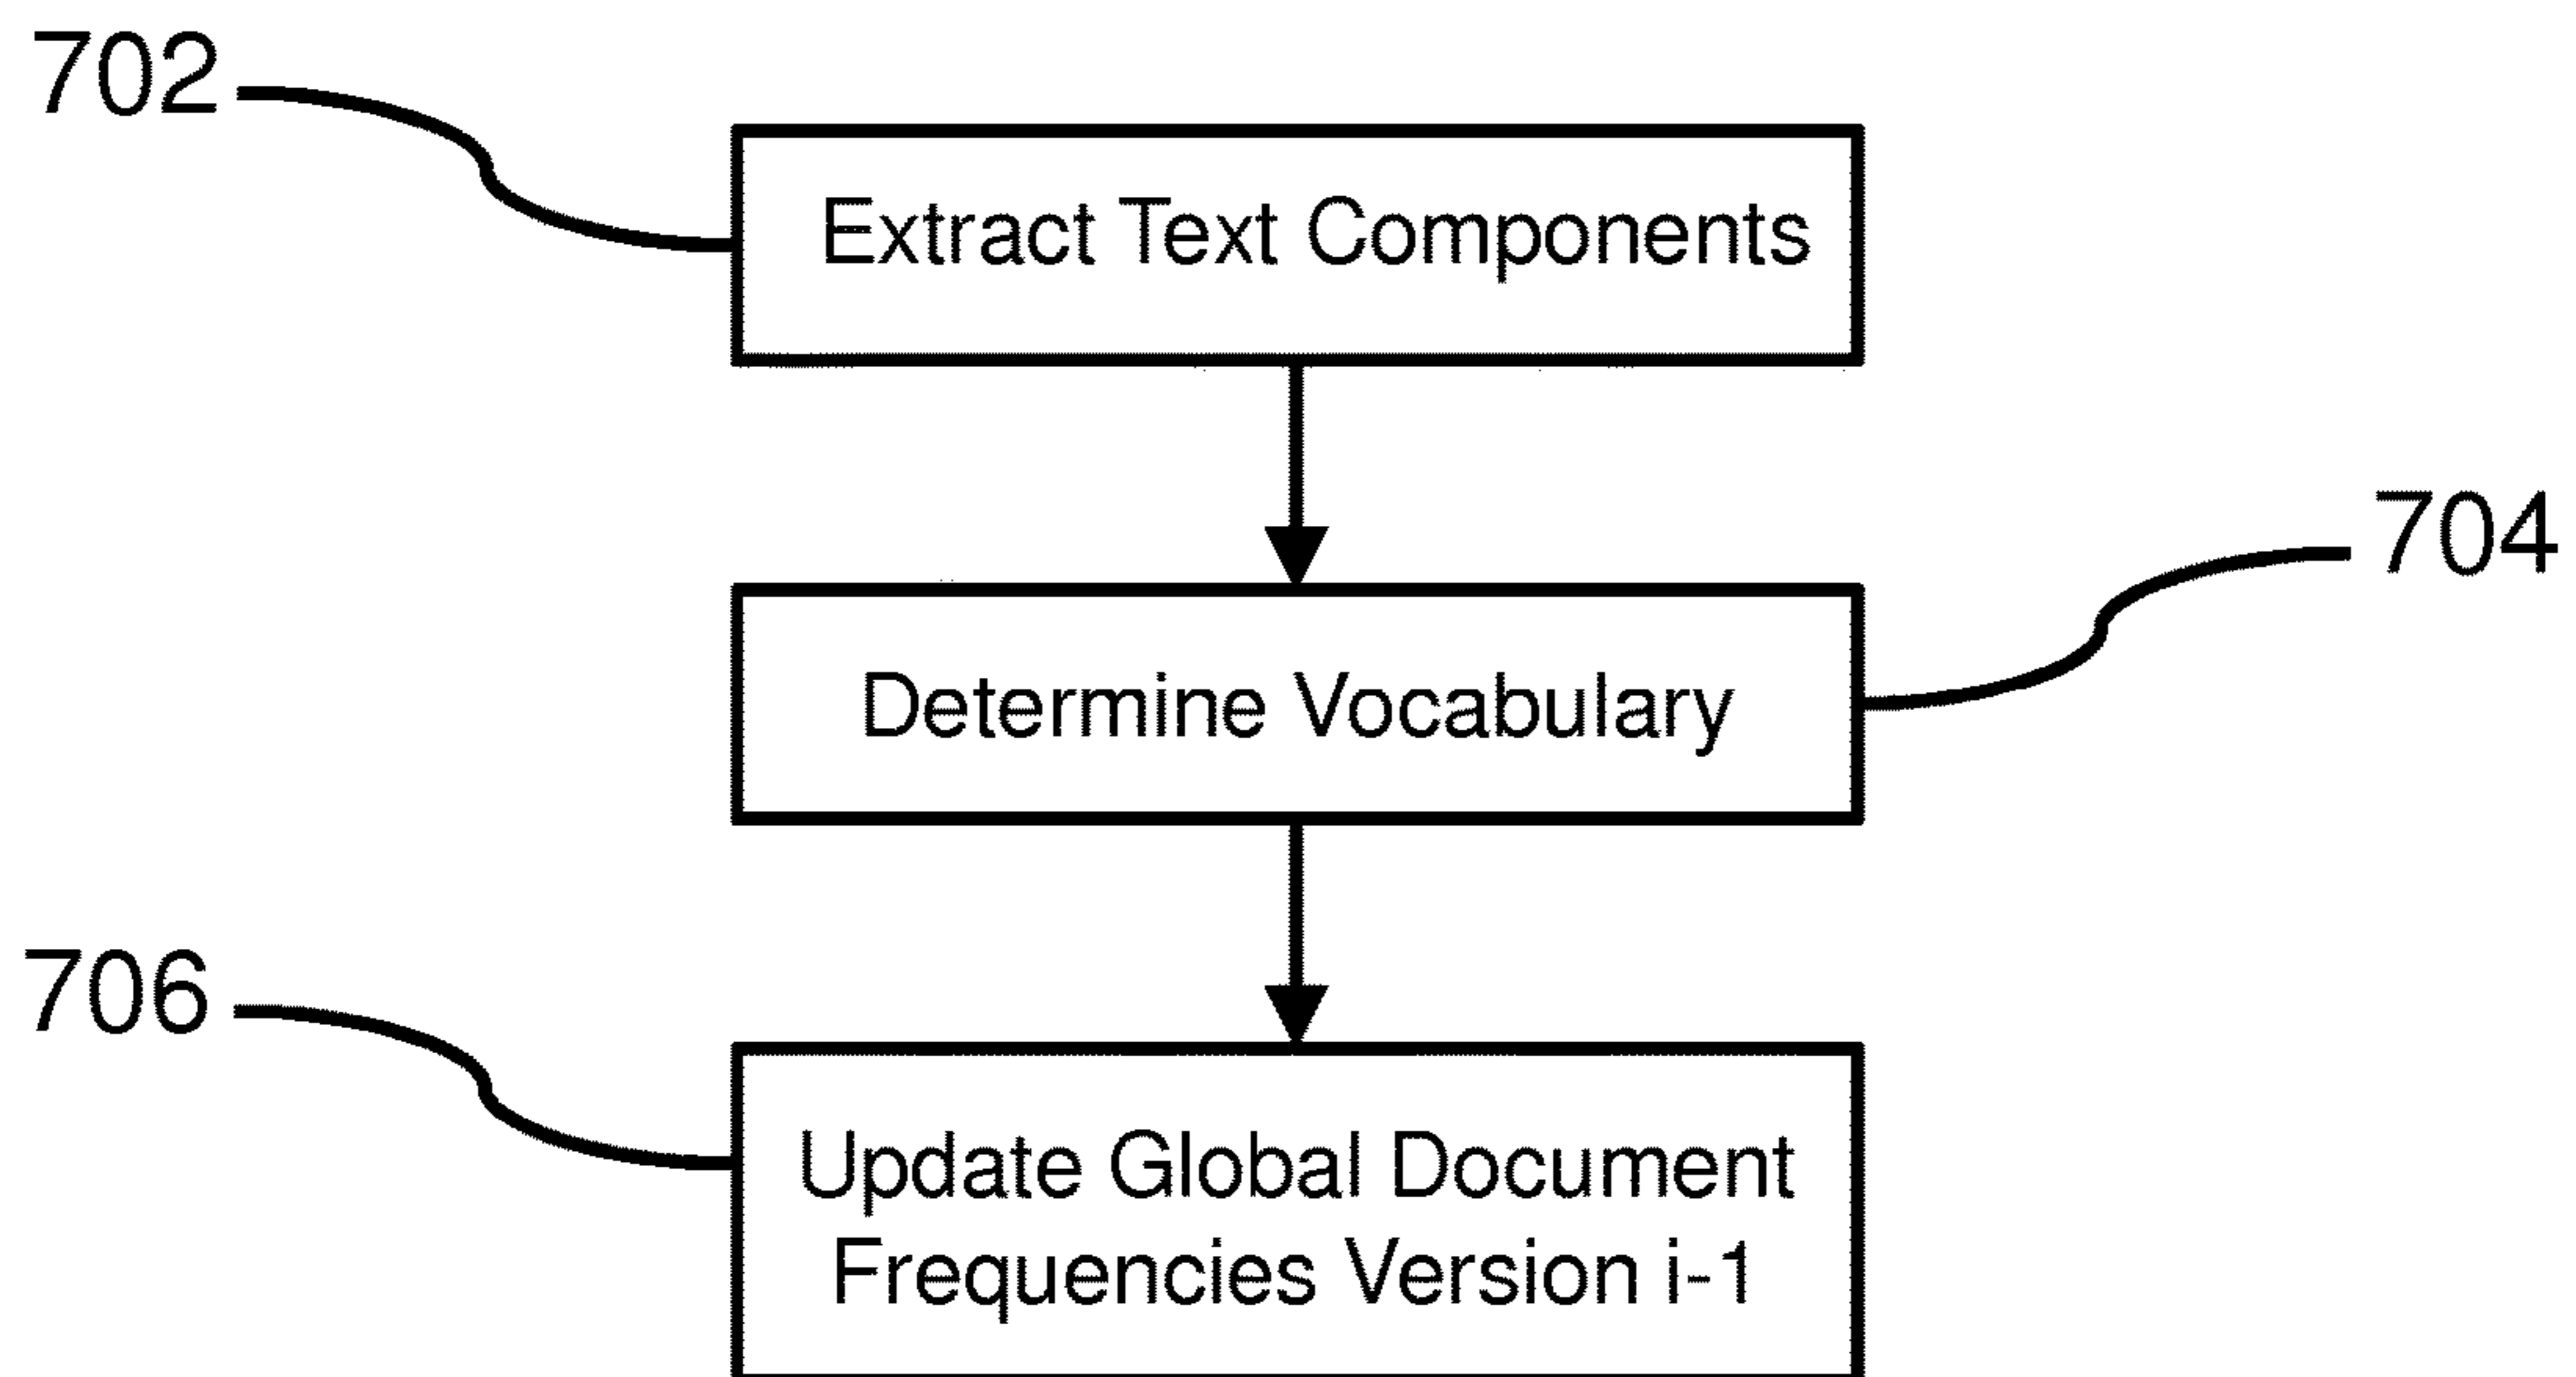 702
Extract Text Components
704
Determine Vocabulary
706
Update Global Document
Frequencies Version i-1